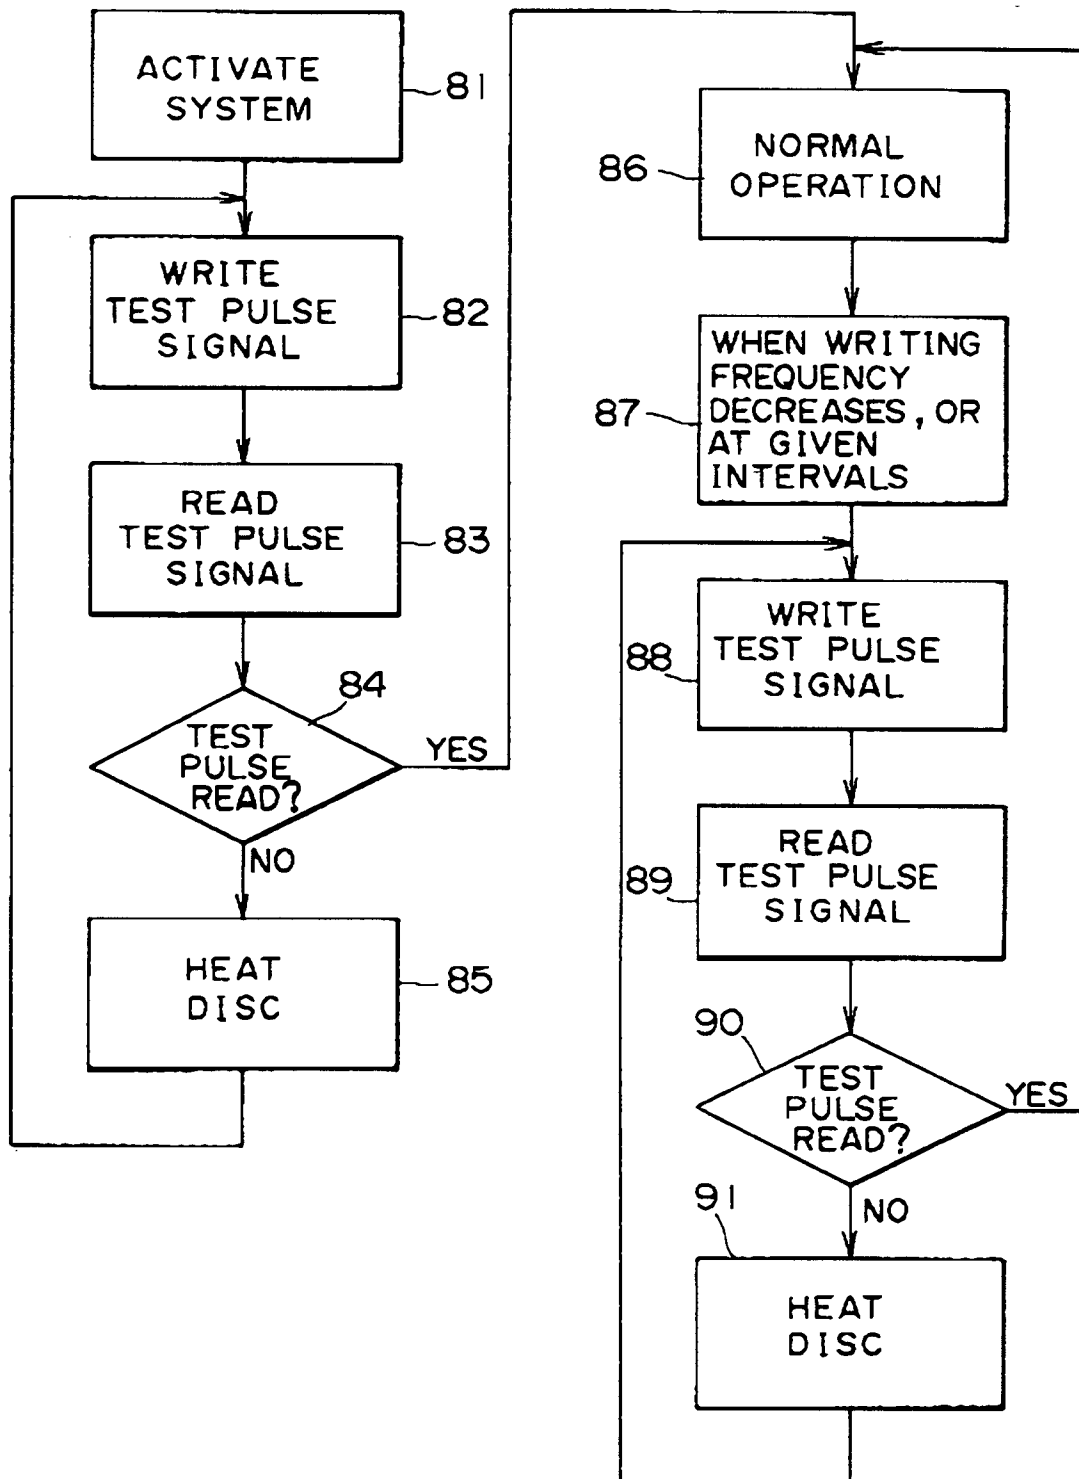 ACTIVATE
SYSTEM
81
WRITE
TEST PULSE
SIGNAL
82
READ
TEST PULSE
SIGNAL
83
84
TEST
PULSE
READ?
YES
NO
HEAT
DISC
85
NORMAL
OPERATION
86
WHEN WRITING
FREQUENCY
DECREASES, OR
AT GIVEN
INTERVALS
87
WRITE
TEST PULSE
SIGNAL
88
READ
TEST PULSE
SIGNAL
89
90
TEST
PULSE
READ?
YES
NO
91
HEAT
DISC